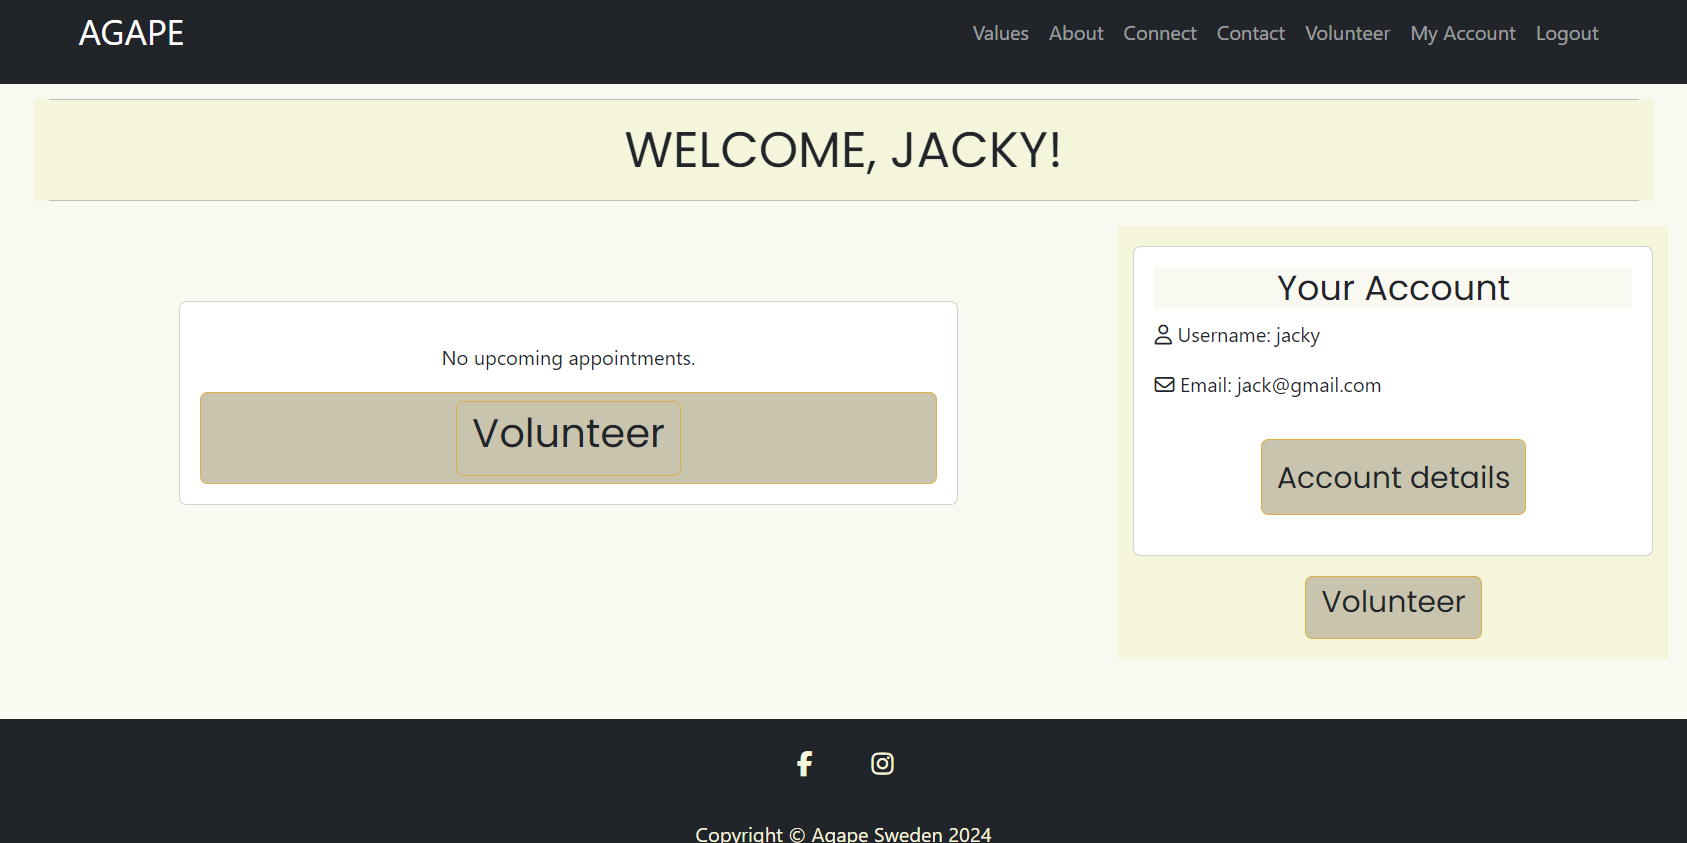 AGAPE
Values About Connect Contact Volunteer My Account Logout
WELCOME, JACKY!
No upcoming appointments.
Volunteer
Your Account
Username: jacky
Email: jack@gmail.com
Account details
Volunteer
Copyright © Agape Sweden 2024